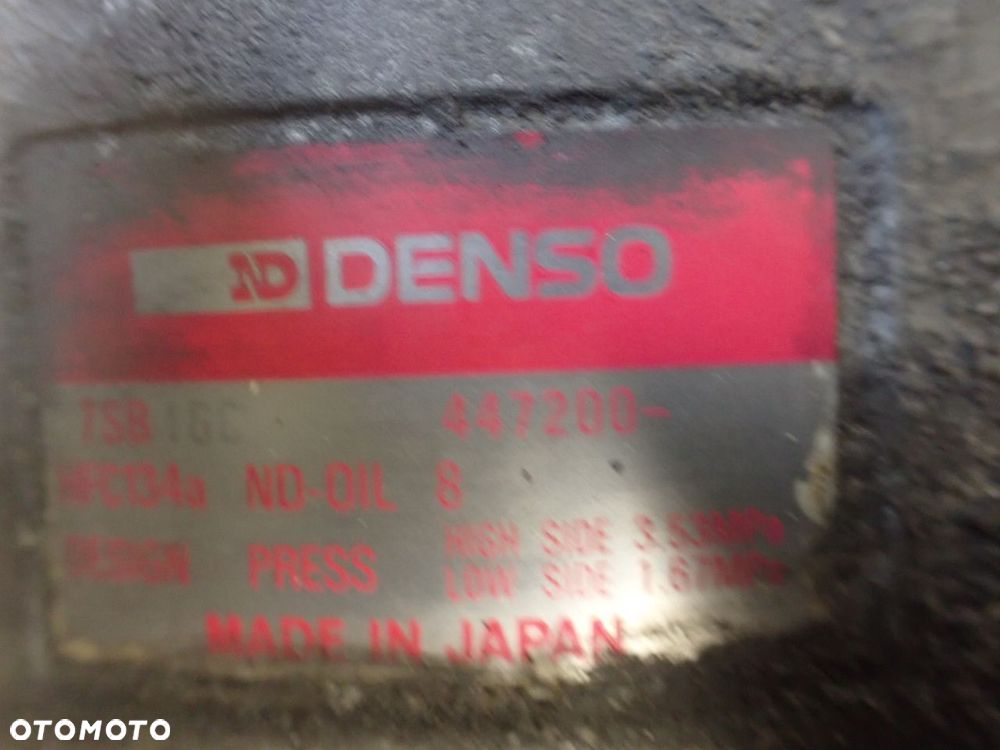 ND DENSO
7SB16C 447200-
HFC134a ND-OIL 8
DESIGN PRESS HIGH SIDE 3.53MPa
LOW SIDE 1.67MPa
MADE IN JAPAN
OTOMOTO